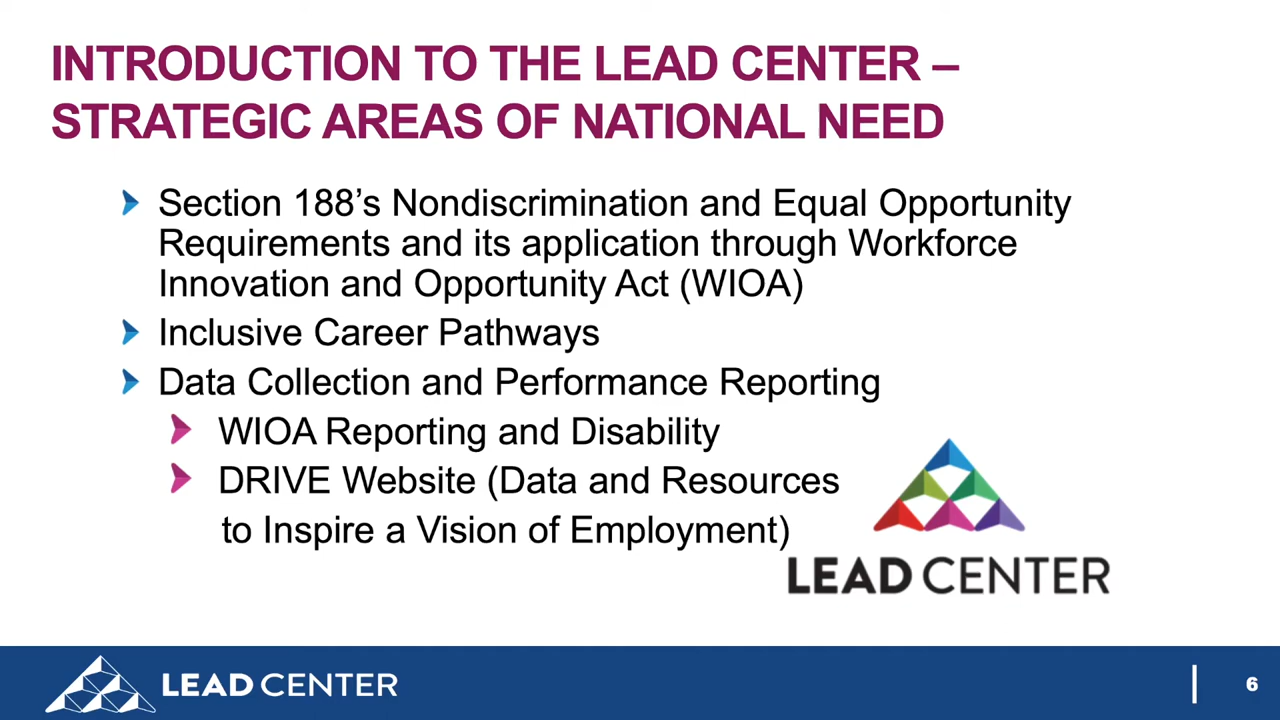 INTRODUCTION TO THE LEAD CENTER –
STRATEGIC AREAS OF NATIONAL NEED
Section 188’s Nondiscrimination and Equal Opportunity
Requirements and its application through Workforce
Innovation and Opportunity Act (WIOA)
Inclusive Career Pathways
Data Collection and Performance Reporting
WIOA Reporting and Disability
DRIVE Website (Data and Resources
to Inspire a Vision of Employment)
LEAD CENTER
LEAD CENTER
6